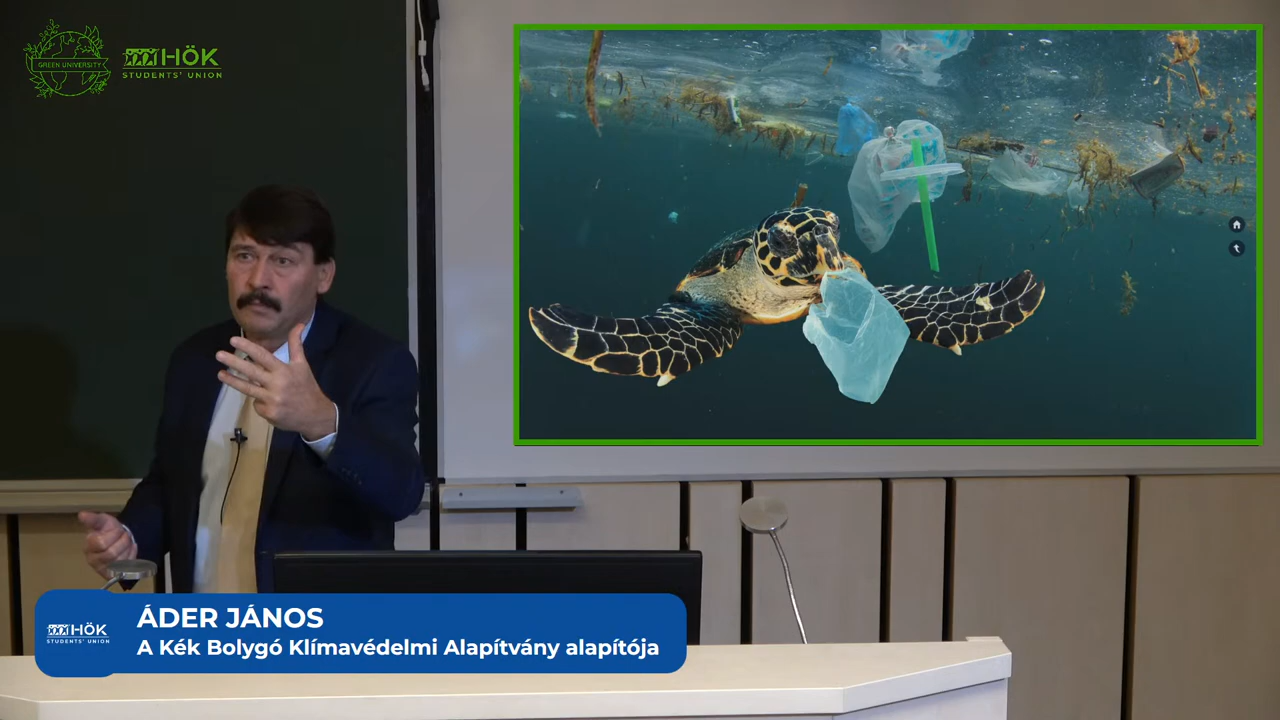 GREEN UNIVERSITY
HÖK
STUDENTS' UNION
HÖK
STUDENTS' UNION
ÁDER JÁNOS
A Kék Bolygó Klímavédelmi Alapítvány alapítója